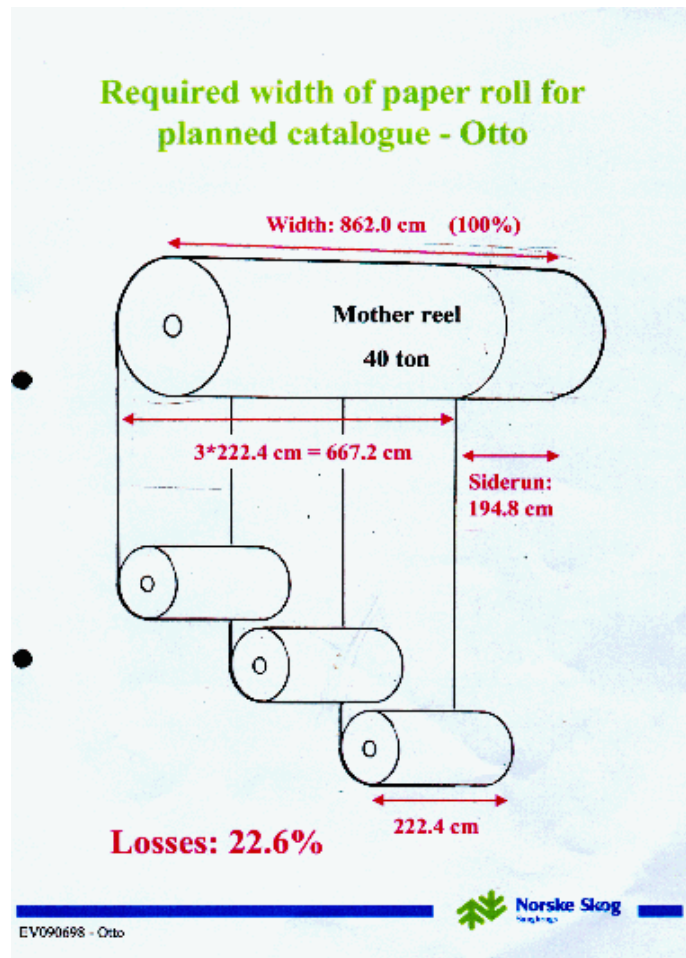 Required width of paper roll for
planned catalogue - Otto
Width: 862.0 cm (100%)
Mother reel
40 ton
3*222.4 cm = 667.2 cm
Siderun:
194.8 cm
222.4 cm
Losses: 22.6%
Norske Skog
EV090698 - Otto